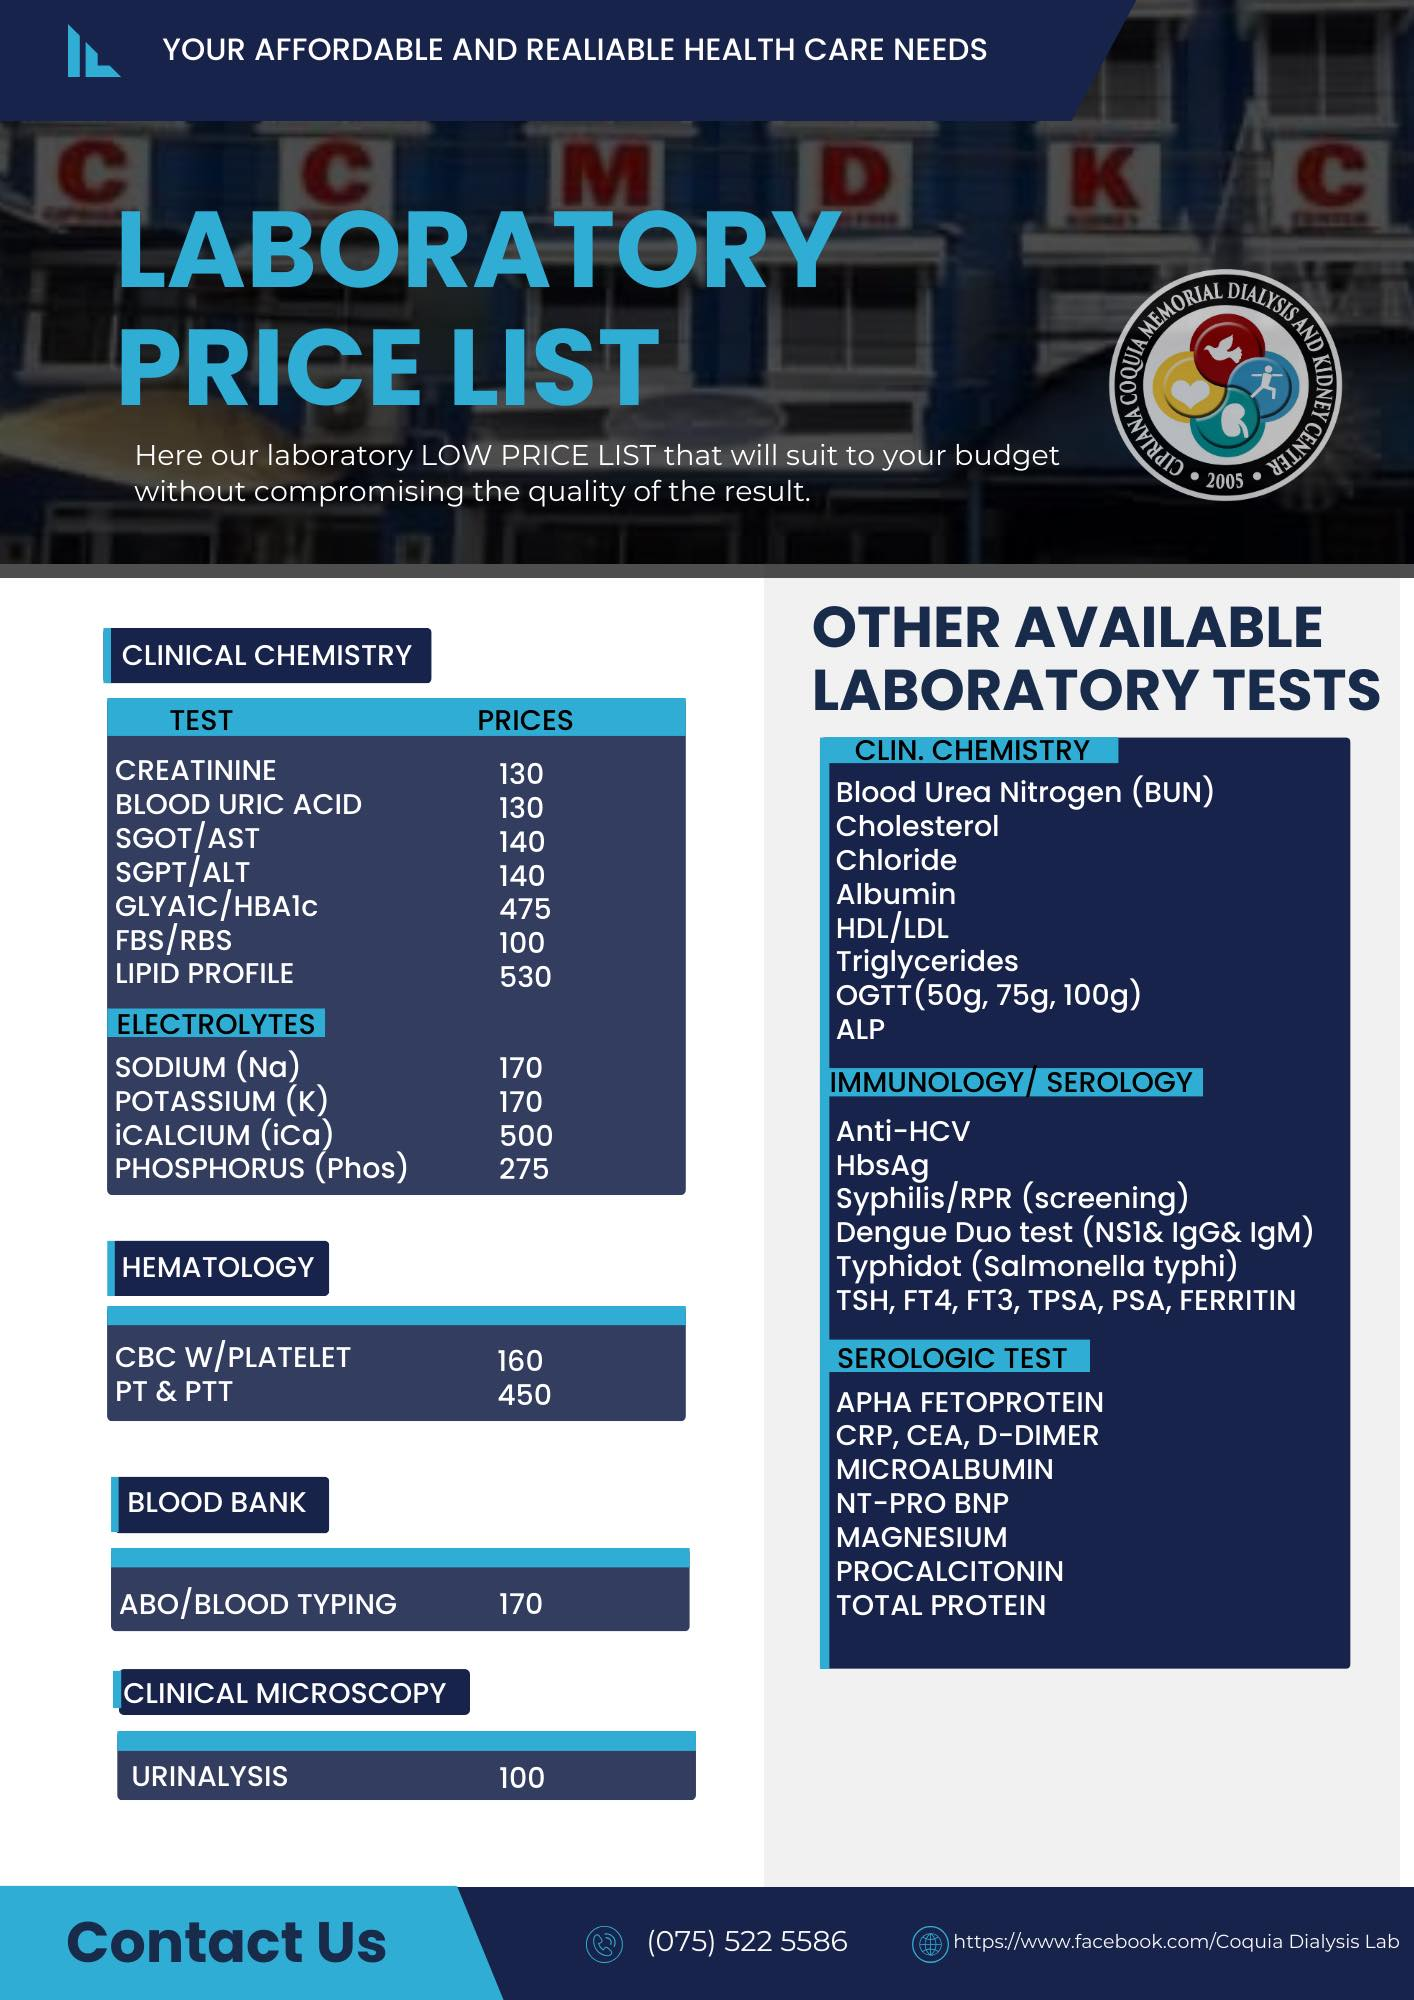 YOUR AFFORDABLE AND REALIABLE HEALTH CARE NEEDS
C C M D K C
LABORATORY
PRICE LIST
CIPRIANA COQUIA MEMORIAL DIALYSIS AND KIDNEY CENTER
• 2005 •
Here our laboratory LOW PRICE LIST that will suit to your budget
without compromising the quality of the result.
CLINICAL CHEMISTRY
TEST PRICES
CREATININE 130
BLOOD URIC ACID 130
SGOT/AST 140
SGPT/ALT 140
GLYA1C/HBA1c 475
FBS/RBS 100
LIPID PROFILE 530
ELECTROLYTES
SODIUM (Na) 170
POTASSIUM (K) 170
iCALCIUM (iCa) 500
PHOSPHORUS (Phos) 275
HEMATOLOGY
CBC W/PLATELET 160
PT & PTT 450
BLOOD BANK
ABO/BLOOD TYPING 170
CLINICAL MICROSCOPY
URINALYSIS 100
OTHER AVAILABLE
LABORATORY TESTS
CLIN. CHEMISTRY
Blood Urea Nitrogen (BUN)
Cholesterol
Chloride
Albumin
HDL/LDL
Triglycerides
OGTT(50g, 75g, 100g)
ALP
IMMUNOLOGY/ SEROLOGY
Anti-HCV
HbsAg
Syphilis/RPR (screening)
Dengue Duo test (NS1& IgG& IgM)
Typhidot (Salmonella typhi)
TSH, FT4, FT3, TPSA, PSA, FERRITIN
SEROLOGIC TEST
APHA FETOPROTEIN
CRP, CEA, D-DIMER
MICROALBUMIN
NT-PRO BNP
MAGNESIUM
PROCALCITONIN
TOTAL PROTEIN
Contact Us
(075) 522 5586
https://www.facebook.com/Coquia Dialysis Lab